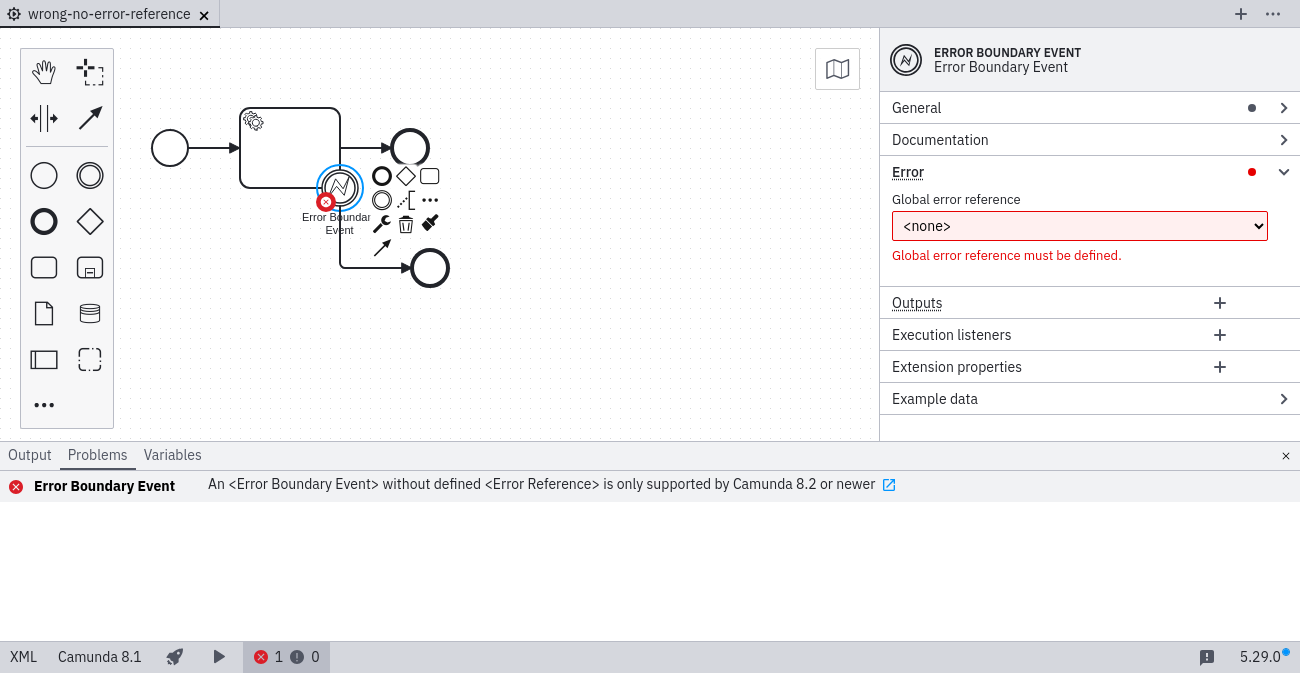 wrong-no-error-reference
Error Boundar
Event
ERROR BOUNDARY EVENT
Error Boundary Event
General
Documentation
Error
Global error reference
<none>
Global error reference must be defined.
Outputs
Execution listeners
Extension properties
Example data
Output Problems Variables
Error Boundary Event An <Error Boundary Event> without defined <Error Reference> is only supported by Camunda 8.2 or newer
XML Camunda 8.1 1 0 5.29.0